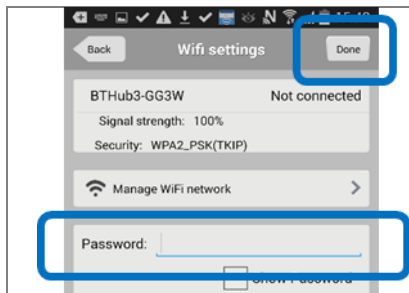 Back Wifi settings Done
BTHub3-GG3W Not connected
Signal strength: 100%
Security: WPA2_PSK(TKIP)
Manage WiFi network
Password:
Show Password